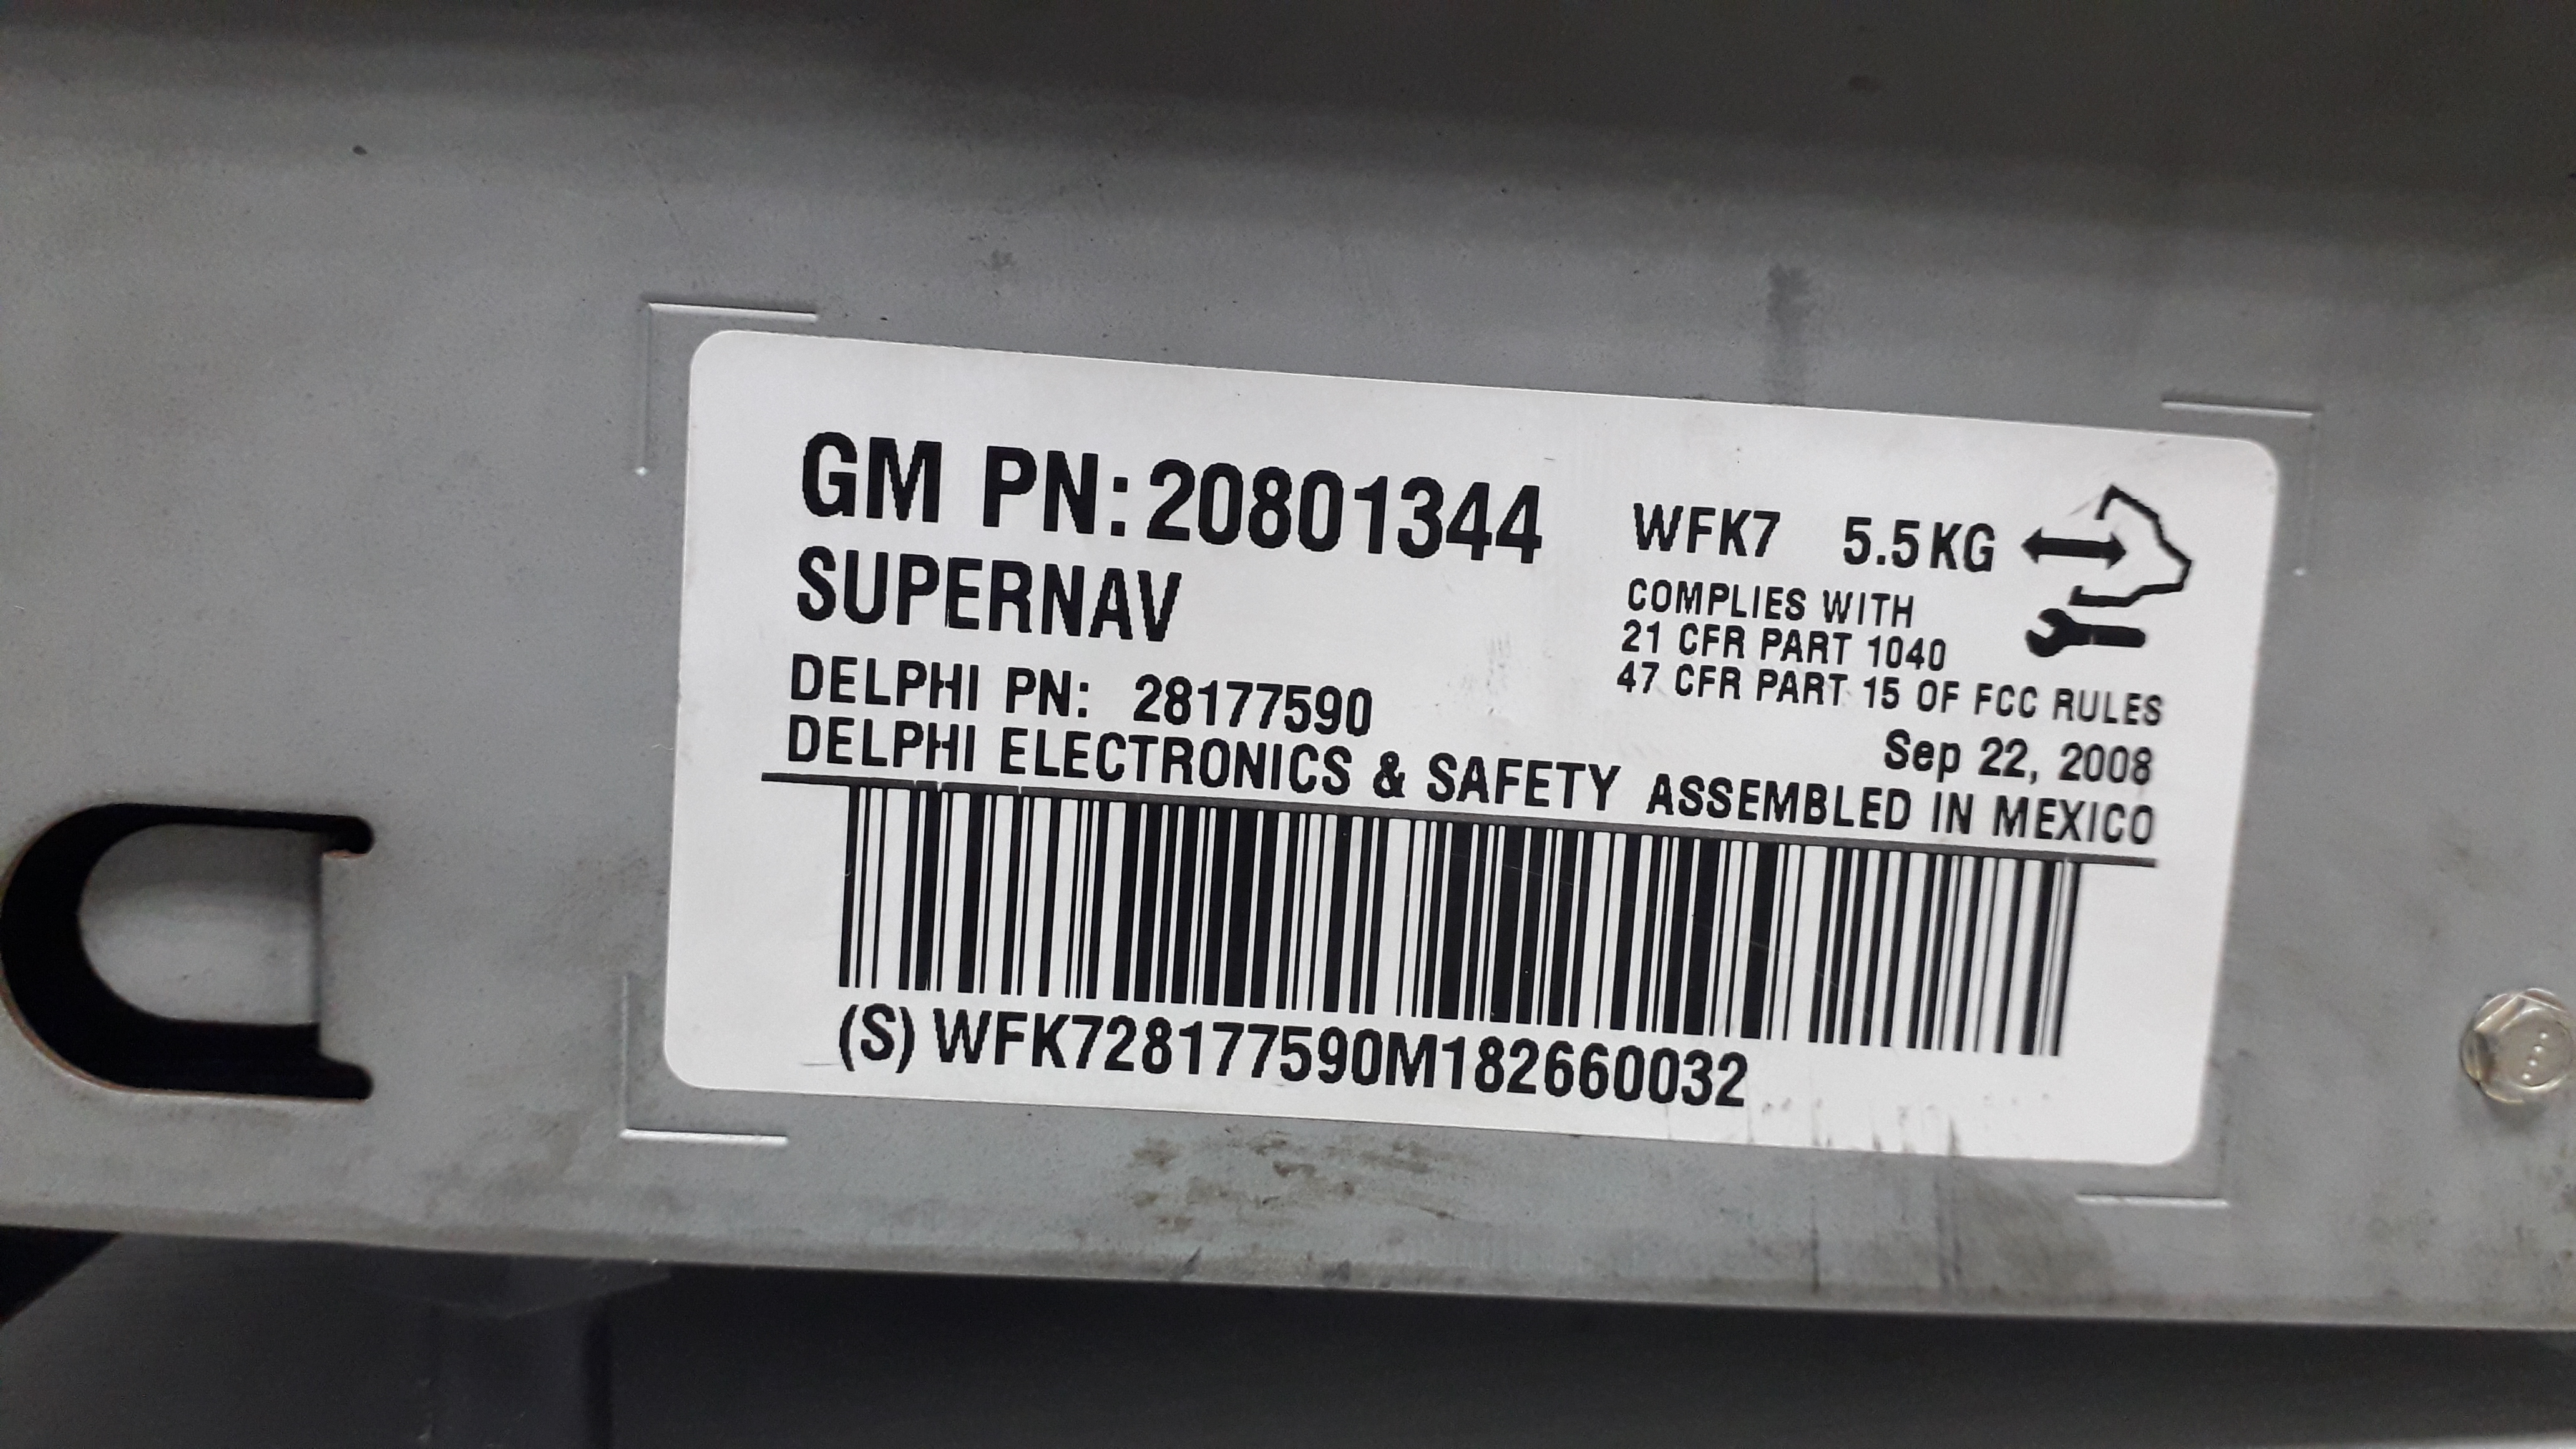 GM PN: 20801344
SUPERNAV
DELPHI PN: 28177590
DELPHI ELECTRONICS & SAFETY
WFK7 5.5KG
COMPLIES WITH
21 CFR PART 1040
47 CFR PART 15 OF FCC RULES
Sep 22, 2008
ASSEMBLED IN MEXICO
(S) WFK728177590M182660032